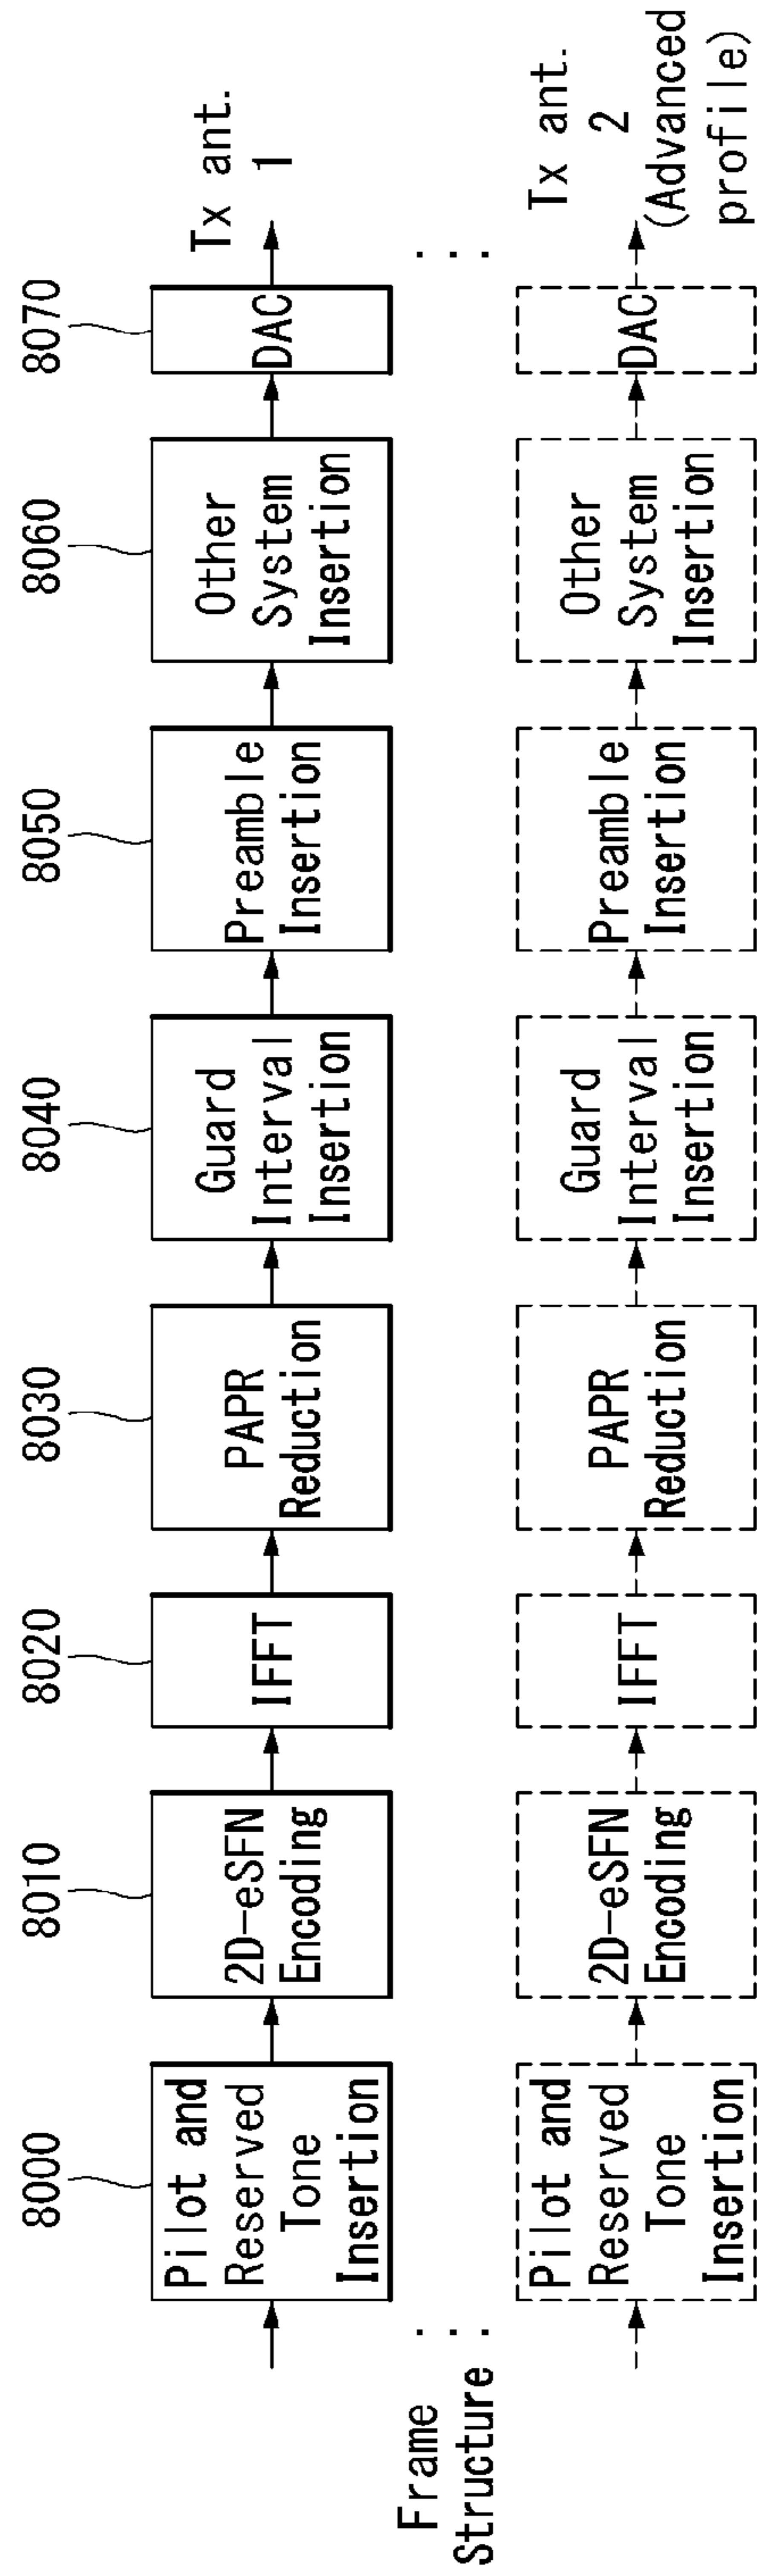 Frame
Structure
8000
Pilot and
Reserved
Tone
Insertion
8010
2D-eSFN
Encoding
8020
IFFT
8030
PAPR
Reduction
8040
Guard
Interval
Insertion
8050
Preamble
Insertion
8060
Other
System
Insertion
8070
DAC
Tx ant.
1
Pilot and
Reserved
Tone
Insertion
2D-eSFN
Encoding
IFFT
PAPR
Reduction
Guard
Interval
Insertion
Preamble
Insertion
Other
System
Insertion
DAC
Tx ant.
2
(Advanced
profile)